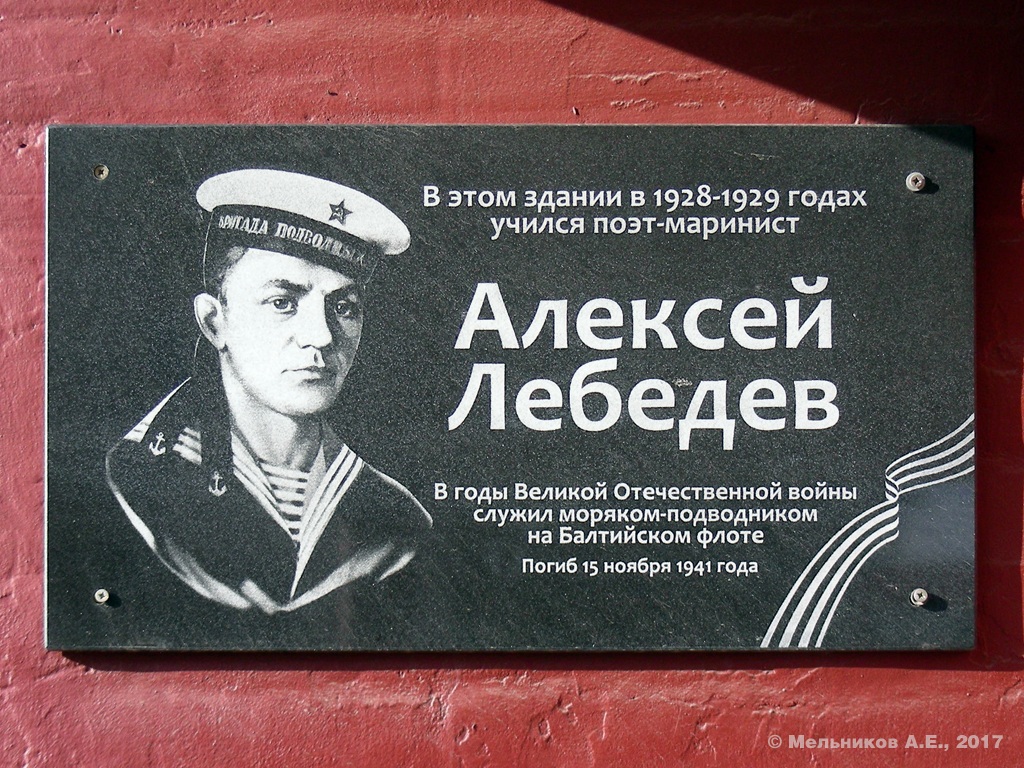 БРИГАДА ПОДВОДНЫХ
В этом здании в 1928-1929 годах
учился поэт-маринист
Алексей
Лебедев
В годы Великой Отечественной войны
служил моряком-подводником
на Балтийском флоте
Погиб 15 ноября 1941 года
© Мельников А.Е., 2017